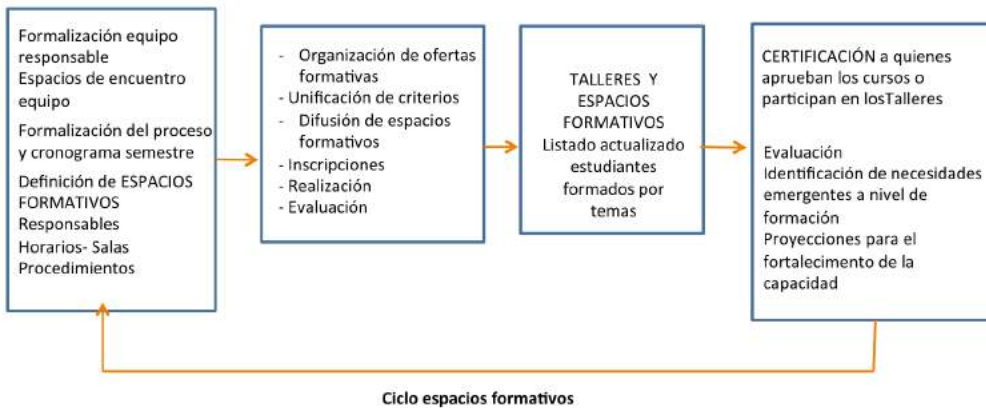 Formalización equipo
responsable
Espacios de encuentro
equipo
Formalización del proceso
y cronograma semestre
Definición de ESPACIOS
FORMATIVOS
Responsables
Horarios- Salas
Procedimientos
- Organización de ofertas
formativas
- Unificación de criterios
- Difusión de espacios
formativos
- Inscripciones
- Realización
- Evaluación
TALLERES Y
ESPACIOS
FORMATIVOS
Listado actualizado
estudiantes
formados por
temas
CERTIFICACIÓN a quienes
aprueban los cursos o
participan en losTalleres
Evaluación
Identificación de necesidades
emergentes a nivel de
formación
Proyecciones para el
fortalecimento de la
capacidad
Ciclo espacios formativos